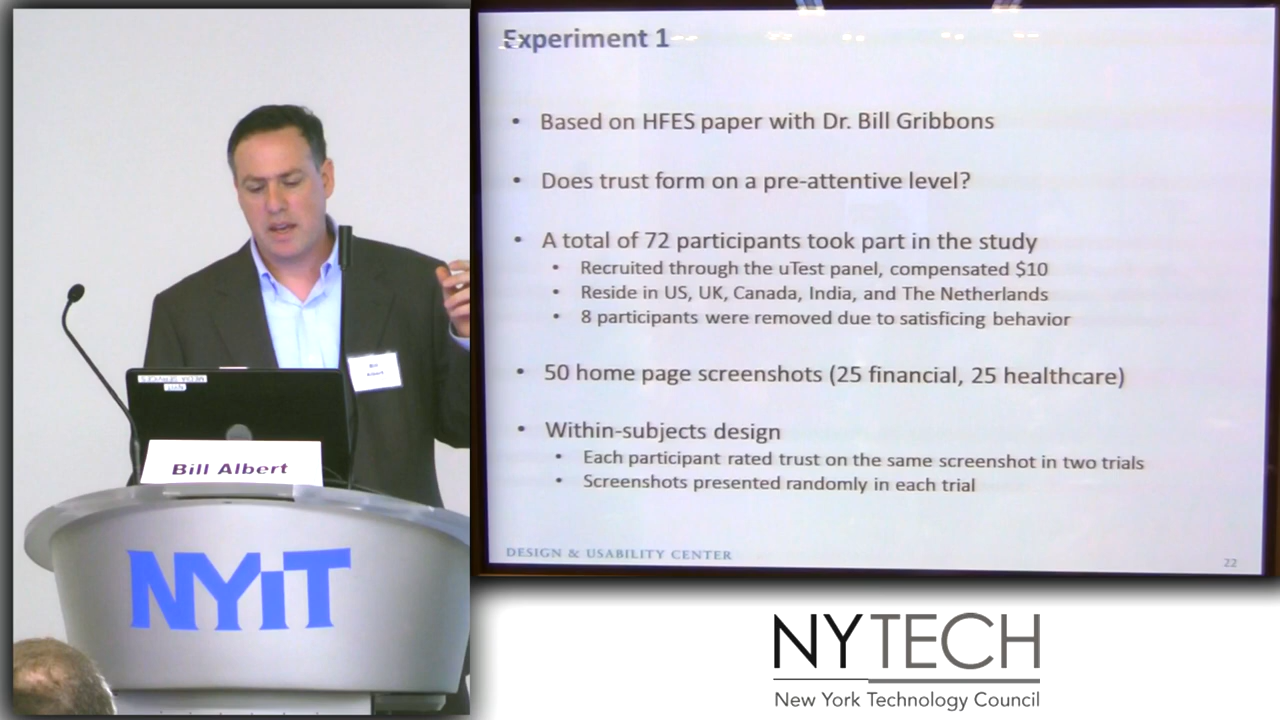 Experiment 1
• Based on HFES paper with Dr. Bill Gribbons
• Does trust form on a pre-attentive level?
• A total of 72 participants took part in the study
• Recruited through the uTest panel, compensated $10
• Reside in US, UK, Canada, India, and The Netherlands
• 8 participants were removed due to satisficing behavior
• 50 home page screenshots (25 financial, 25 healthcare)
• Within-subjects design
• Each participant rated trust on the same screenshot in two trials
• Screenshots presented randomly in each trial
DESIGN & USABILITY CENTER
22
Bill
Albert
Bill Albert
NYiT
NYTECH
New York Technology Council